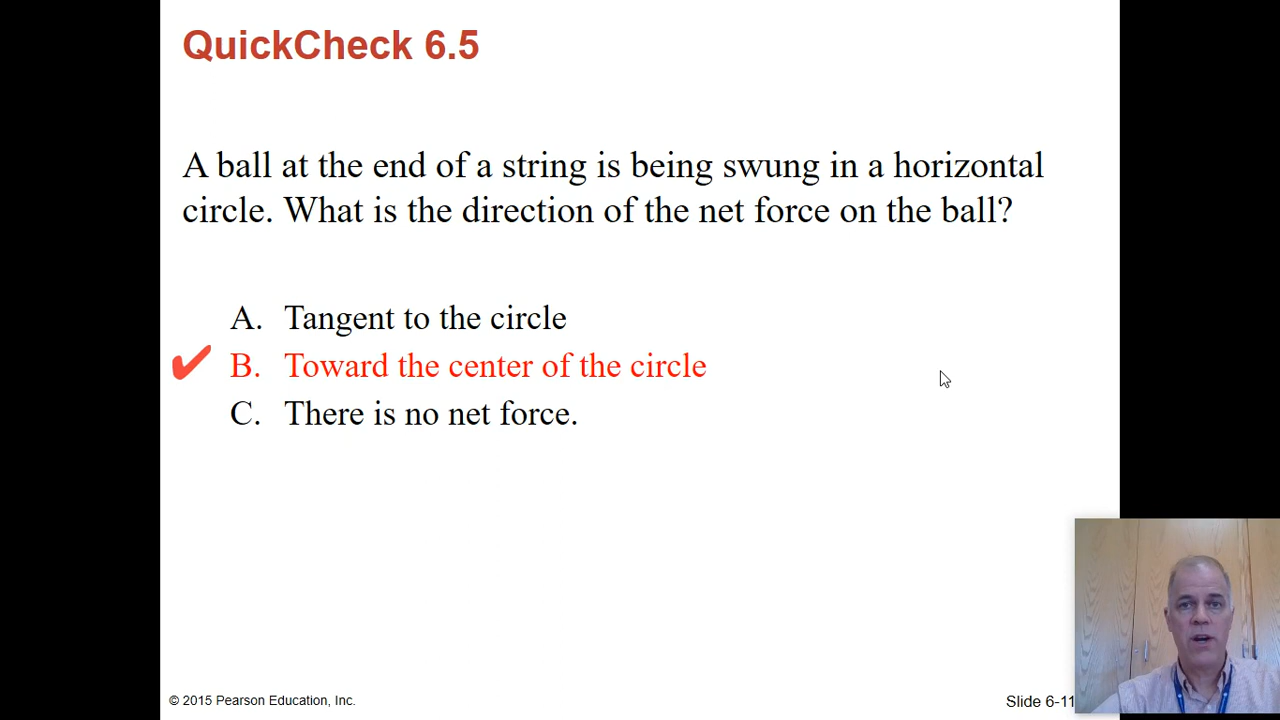 QuickCheck 6.5
A ball at the end of a string is being swung in a horizontal
circle. What is the direction of the net force on the ball?
A. Tangent to the circle
✔ B. Toward the center of the circle
C. There is no net force.
© 2015 Pearson Education, Inc.
Slide 6-11